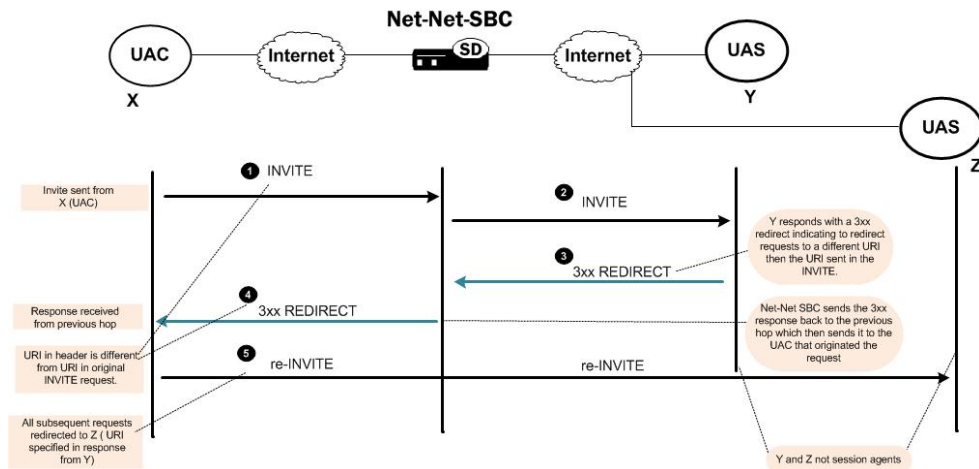 Net-Net-SBC
UAC
Internet
SD
Internet
UAS
X
Y
UAS
Z
1 INVITE
Invite sent from
X (UAC)
2 INVITE
Y responds with a 3xx
redirect indicating to redirect
requests to a different URI
then the URI sent in the
INVITE.
3
3xx REDIRECT
4
3xx REDIRECT
Response received
from previous hop
Net-Net SBC sends the 3xx
response back to the previous
hop which then sends it to the
UAC that originated the
request
URI in header is different
from URI in original
INVITE request.
5
re-INVITE
re-INVITE
All subsequent requests
redirected to Z ( URI
specified in response
from Y)
Y and Z not session agents